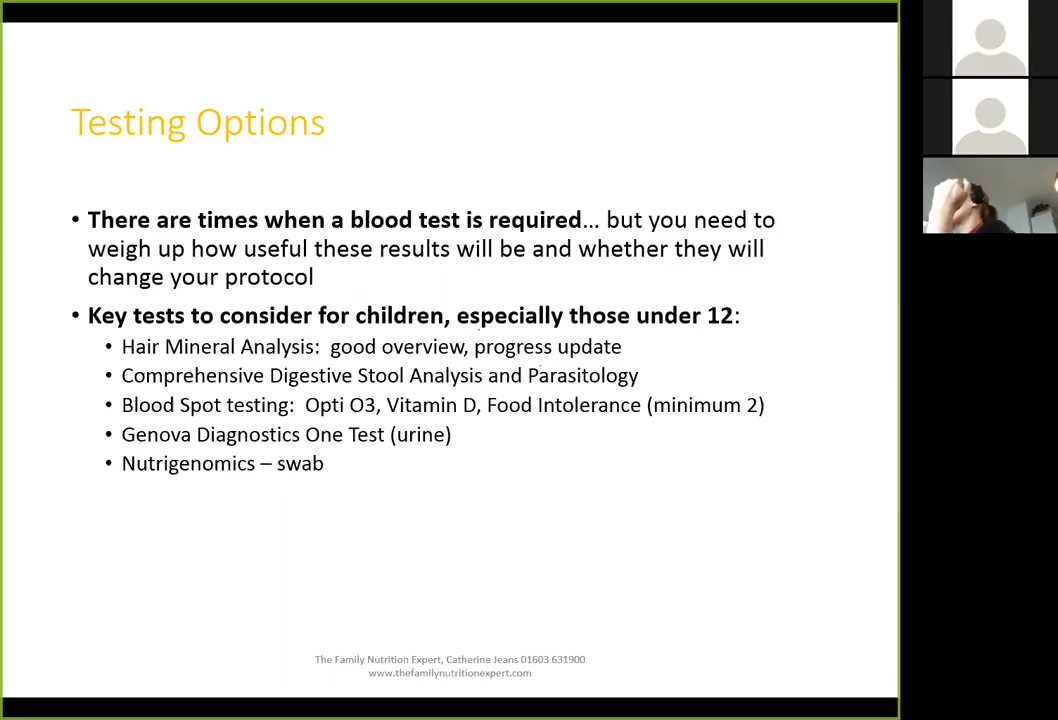 Testing Options
• There are times when a blood test is required... but you need to
weigh up how useful these results will be and whether they will
change your protocol
• Key tests to consider for children, especially those under 12:
• Hair Mineral Analysis:  good overview, progress update
• Comprehensive Digestive Stool Analysis and Parasitology
• Blood Spot testing:  Opti O3, Vitamin D, Food Intolerance (minimum 2)
• Genova Diagnostics One Test (urine)
• Nutrigenomics – swab
The Family Nutrition Expert, Catherine Jeans 01603 631900
www.thefamilynutritionexpert.com